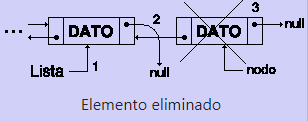 ... DATO 2 DATO 3 null
Lista 1 null nodo
Elemento eliminado